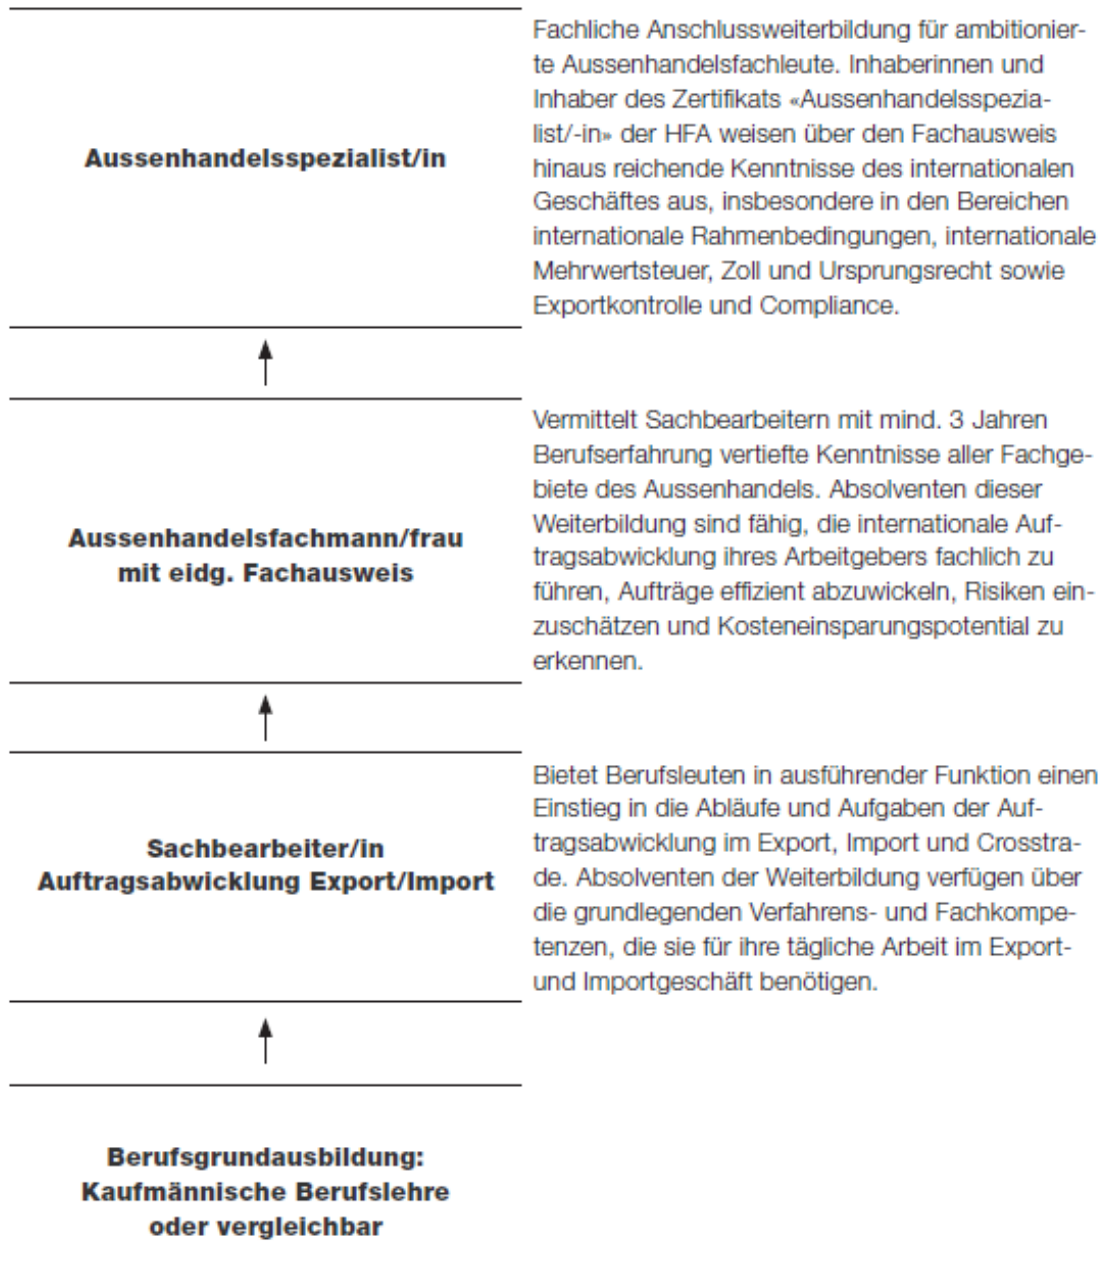 Aussenhandelsspezialist/in
Fachliche Anschlussweiterbildung für ambitionier-
te Aussenhandelsfachleute. Inhaberinnen und
Inhaber des Zertifikats «Aussenhandelsspezia-
list/-in» der HFA weisen über den Fachausweis
hinaus reichende Kenntnisse des internationalen
Geschäftes aus, insbesondere in den Bereichen
internationale Rahmenbedingungen, internationale
Mehrwertsteuer, Zoll und Ursprungsrecht sowie
Exportkontrolle und Compliance.
Aussenhandelsfachmann/frau
mit eidg. Fachausweis
Vermittelt Sachbearbeitern mit mind. 3 Jahren
Berufserfahrung vertiefte Kenntnisse aller Fachge-
biete des Aussenhandels. Absolventen dieser
Weiterbildung sind fähig, die internationale Auf-
tragsabwicklung ihres Arbeitgebers fachlich zu
führen, Aufträge effizient abzuwickeln, Risiken ein-
zuschätzen und Kosteneinsparungspotential zu
erkennen.
Sachbearbeiter/in
Auftragsabwicklung Export/Import
Bietet Berufsleuten in ausführender Funktion einen
Einstieg in die Abläufe und Aufgaben der Auf-
tragsabwicklung im Export, Import und Crosstra-
de. Absolventen der Weiterbildung verfügen über
die grundlegenden Verfahrens- und Fachkompe-
tenzen, die sie für ihre tägliche Arbeit im Export-
und Importgeschäft benötigen.
Berufsgrundausbildung:
Kaufmännische Berufslehre
oder vergleichbar